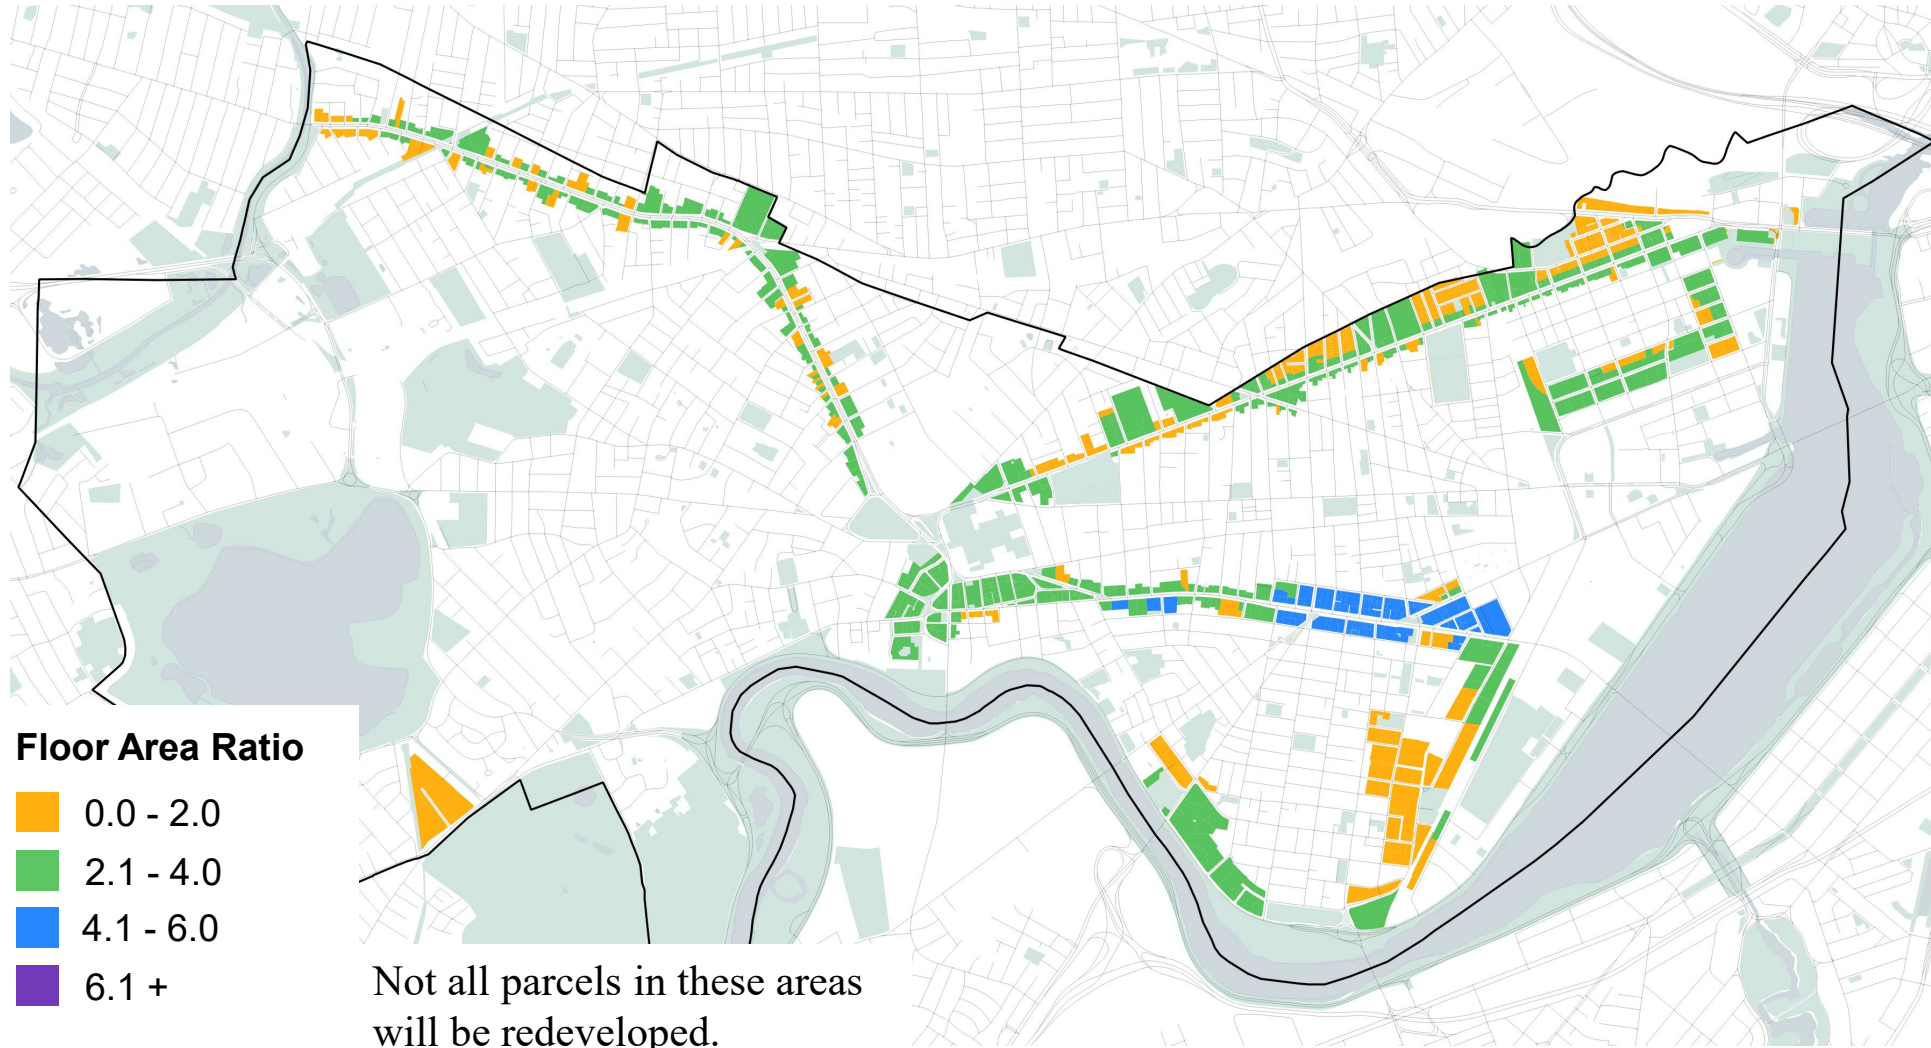 Floor Area Ratio
0.0 - 2.0
2.1 - 4.0
4.1 - 6.0
6.1 +
Not all parcels in these areas
will be redeveloped.